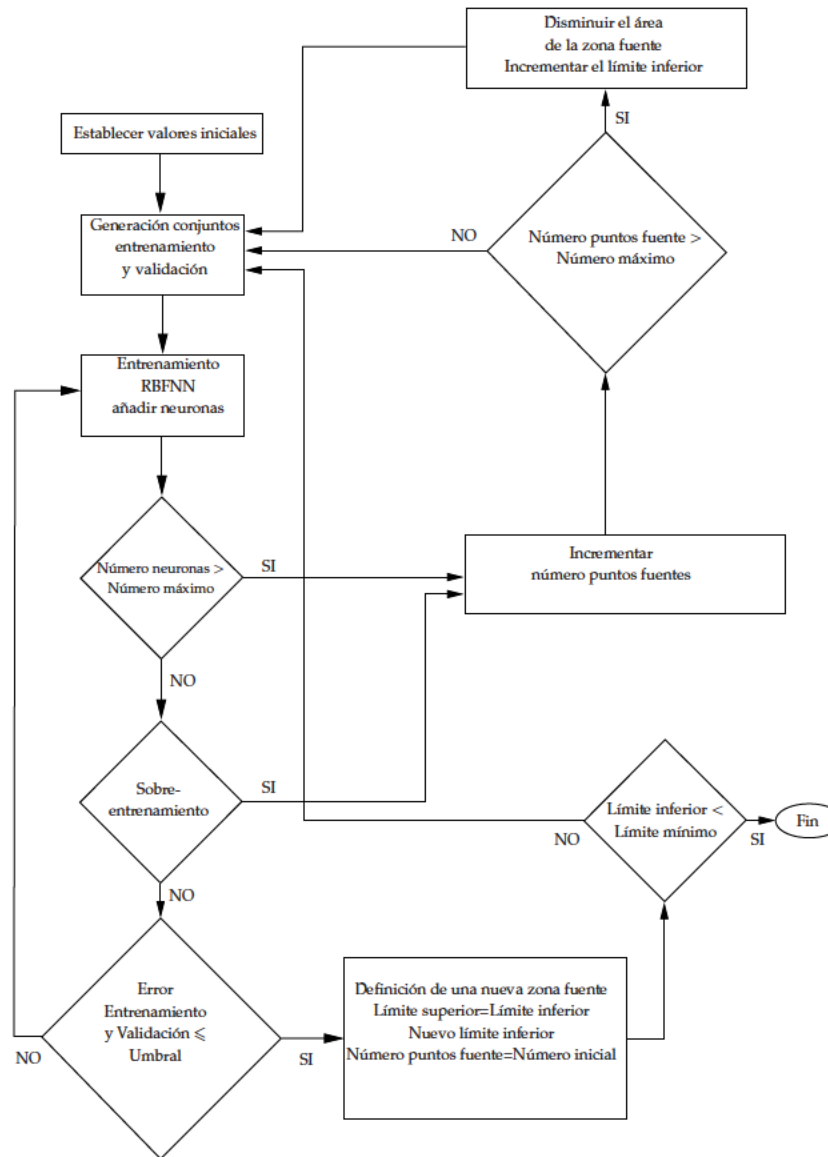 Disminuir el área
de la zona fuente
Incrementar el límite inferior
SI
Establecer valores iniciales
Generación conjuntos
entrenamiento
y validación
NO
Número puntos fuente >
Número máximo
Entrenamiento
RBFNN
añadir neuronas
Número neuronas >
Número máximo
SI
Incrementar
número puntos fuentes
NO
Sobre-
entrenamiento
SI
Límite inferior <
Límite mínimo
NO
SI
Fin
NO
Error
Entrenamiento
y Validación ⩽
Umbral
NO
SI
Definición de una nueva zona fuente
Límite superior=Límite inferior
Nuevo límite inferior
Número puntos fuente=Número inicial